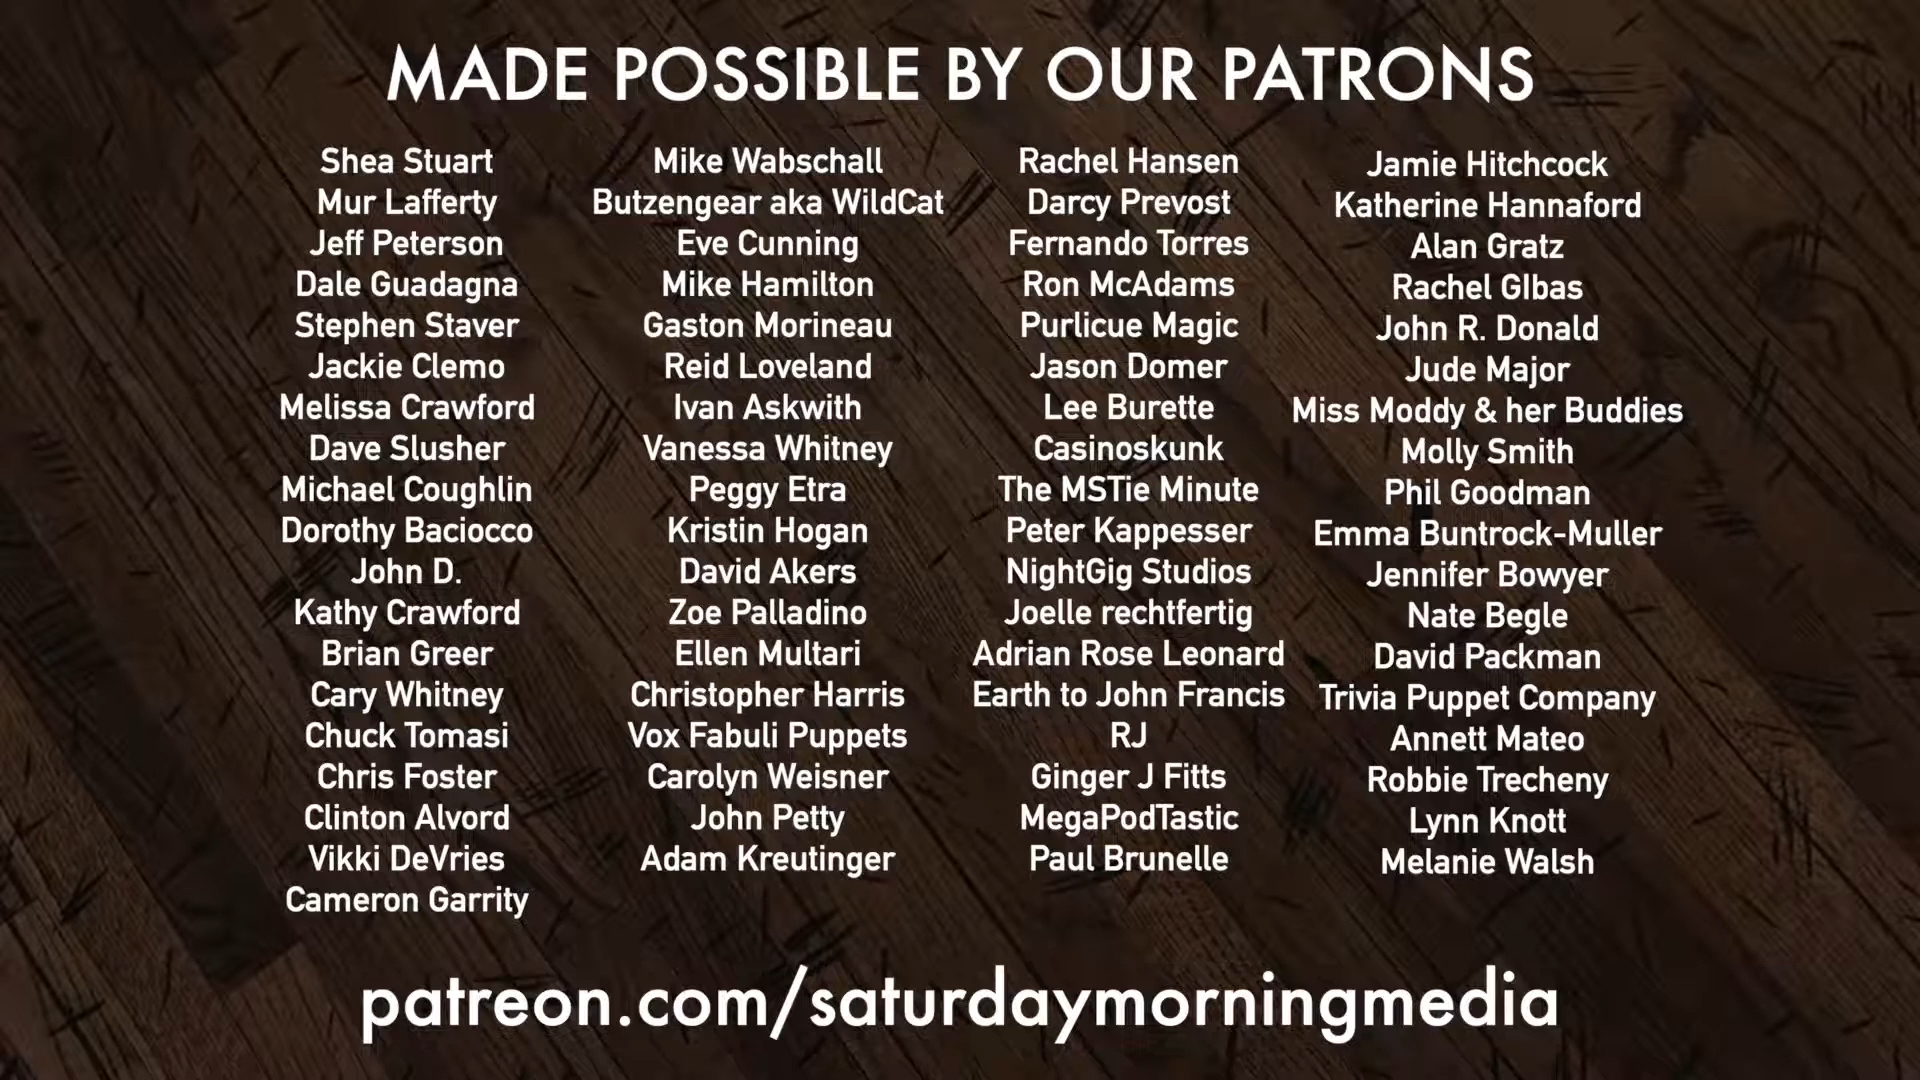 MADE POSSIBLE BY OUR PATRONS
Shea Stuart
Mur Lafferty
Jeff Peterson
Dale Guadagna
Stephen Staver
Jackie Clemo
Melissa Crawford
Dave Slusher
Michael Coughlin
Dorothy Baciocco
John D.
Kathy Crawford
Brian Greer
Cary Whitney
Chuck Tomasi
Chris Foster
Clinton Alvord
Vikki DeVries
Cameron Garrity
Mike Wabschall
Butzengear aka WildCat
Eve Cunning
Mike Hamilton
Gaston Morineau
Reid Loveland
Ivan Askwith
Vanessa Whitney
Peggy Etra
Kristin Hogan
David Akers
Zoe Palladino
Ellen Multari
Christopher Harris
Vox Fabuli Puppets
Carolyn Weisner
John Petty
Adam Kreutinger
Rachel Hansen
Darcy Prevost
Fernando Torres
Ron McAdams
Purlicue Magic
Jason Domer
Lee Burette
Casinoskunk
The MSTie Minute
Peter Kappesser
NightGig Studios
Joelle rechtfertig
Adrian Rose Leonard
Earth to John Francis
RJ
Ginger J Fitts
MegaPodTastic
Paul Brunelle
Jamie Hitchcock
Katherine Hannaford
Alan Gratz
Rachel GIbas
John R. Donald
Jude Major
Miss Moddy & her Buddies
Molly Smith
Phil Goodman
Emma Buntrock-Muller
Jennifer Bowyer
Nate Begle
David Packman
Trivia Puppet Company
Annett Mateo
Robbie Trecheny
Lynn Knott
Melanie Walsh
patreon.com/saturdaymorningmedia